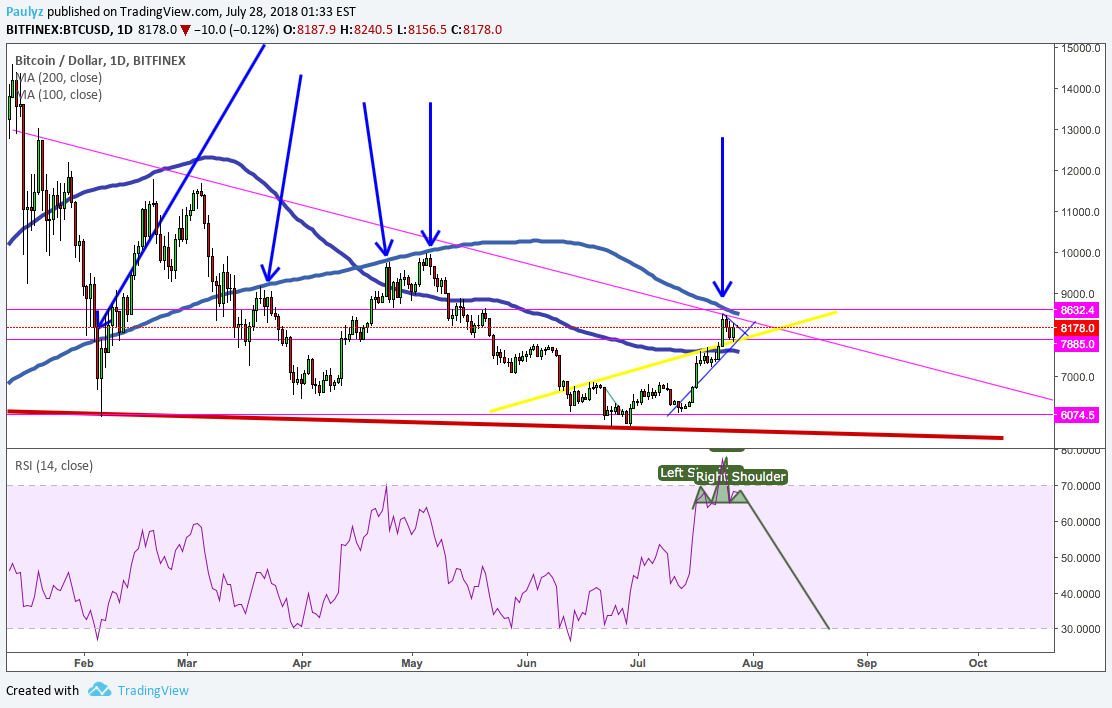 Paulyz published on TradingView.com, July 28, 2018 01:33 EST
BITFINEX:BTCUSD, 1D 8178.0 ▼ −10.0 (−0.12%) O:8187.9 H:8240.5 L:8156.5 C:8178.0
Bitcoin / Dollar, 1D, BITFINEX
MA (200, close)
MA (100, close)
15000.0
14000.0
13000.0
12000.0
11000.0
10000.0
9000.0
8632.4
8178.0
7885.0
7000.0
6074.5
RSI (14, close)
80.0000
Left S
Right Shoulder
70.0000
60.0000
50.0000
40.0000
30.0000
Feb Mar Apr May Jun Jul Aug Sep Oct
Created with TradingView